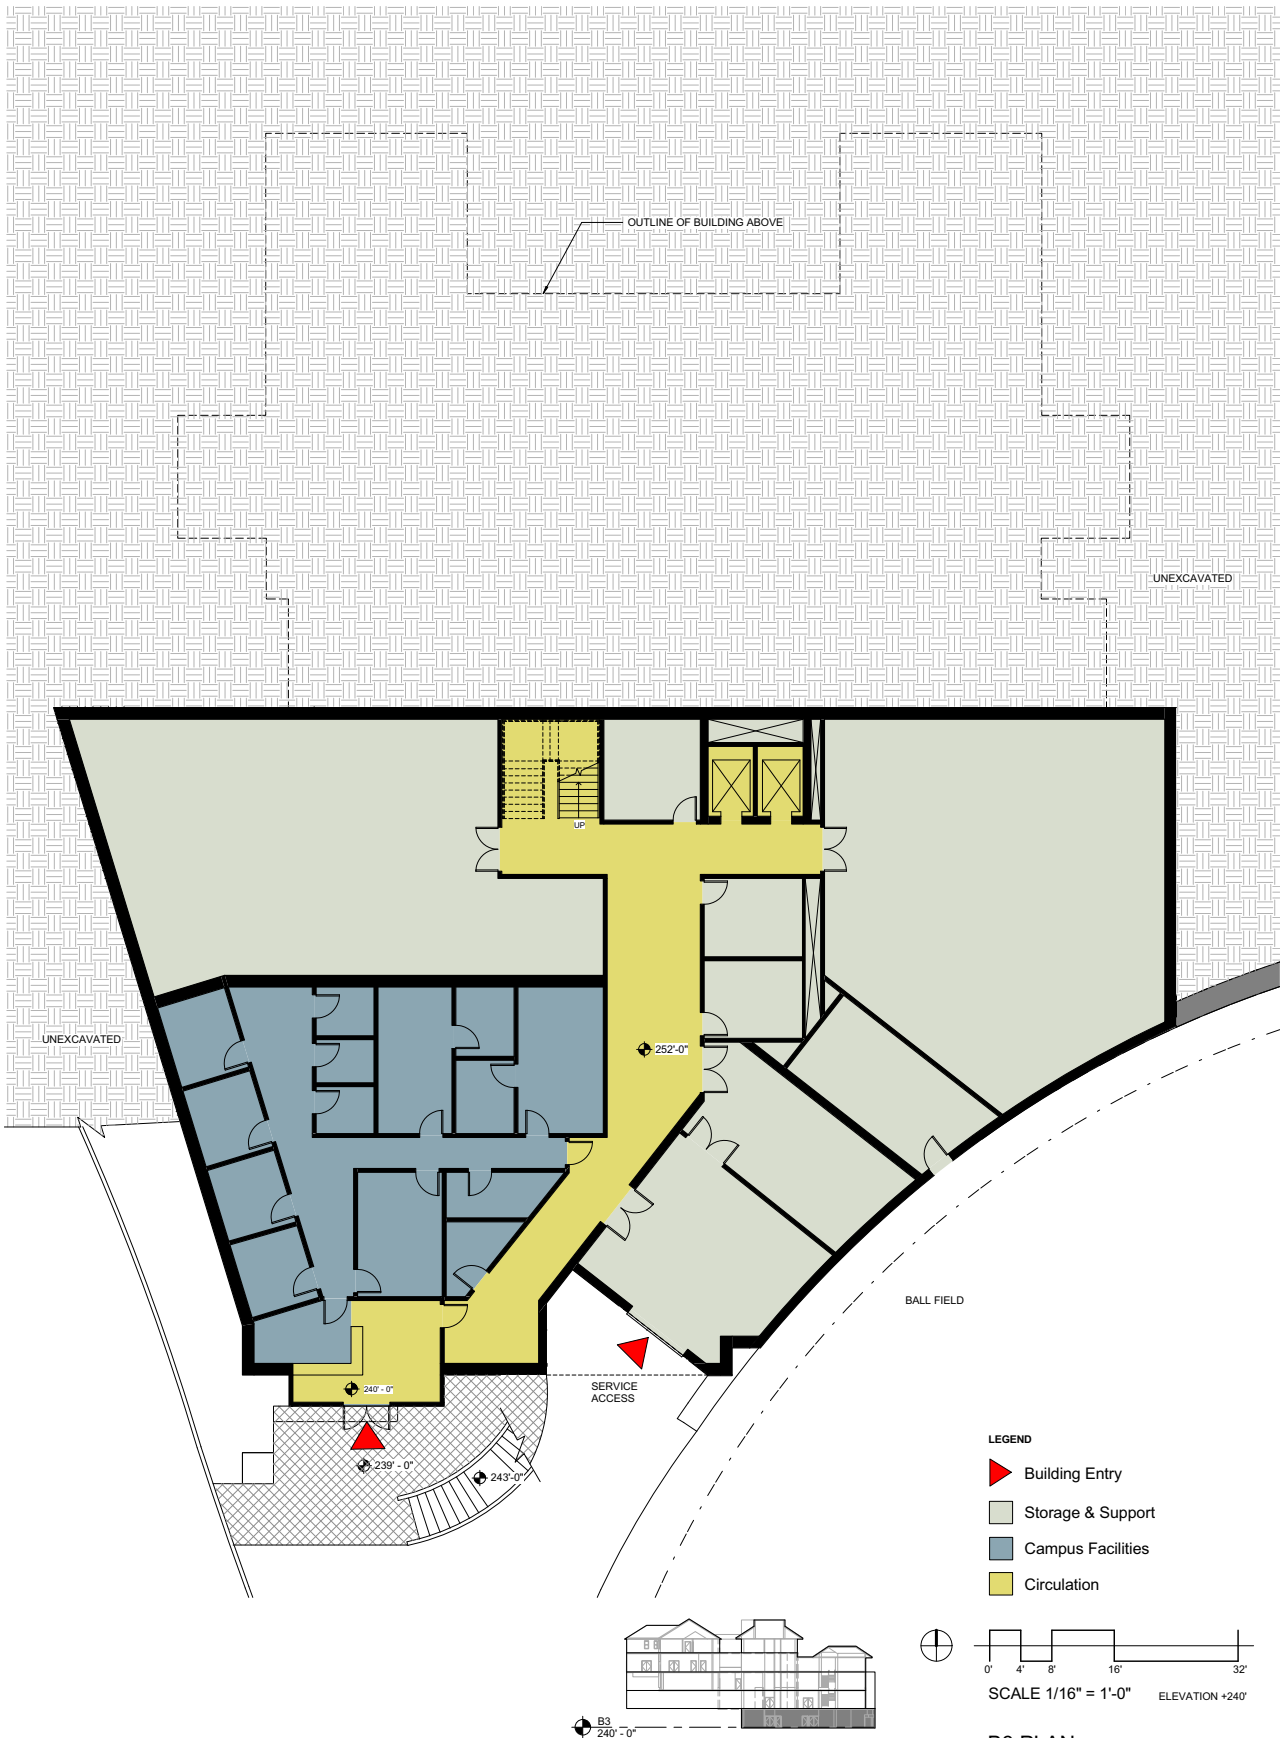 OUTLINE OF BUILDING ABOVE
UNEXCAVATED
UP
UNEXCAVATED
252'-0"
BALL FIELD
240' - 0"
SERVICE
ACCESS
239' - 0"
243'-0"
LEGEND
Building Entry
Storage & Support
Campus Facilities
Circulation
0' 4' 8' 16' 32'
SCALE 1/16" = 1'-0" ELEVATION +240'
B3
240' - 0"